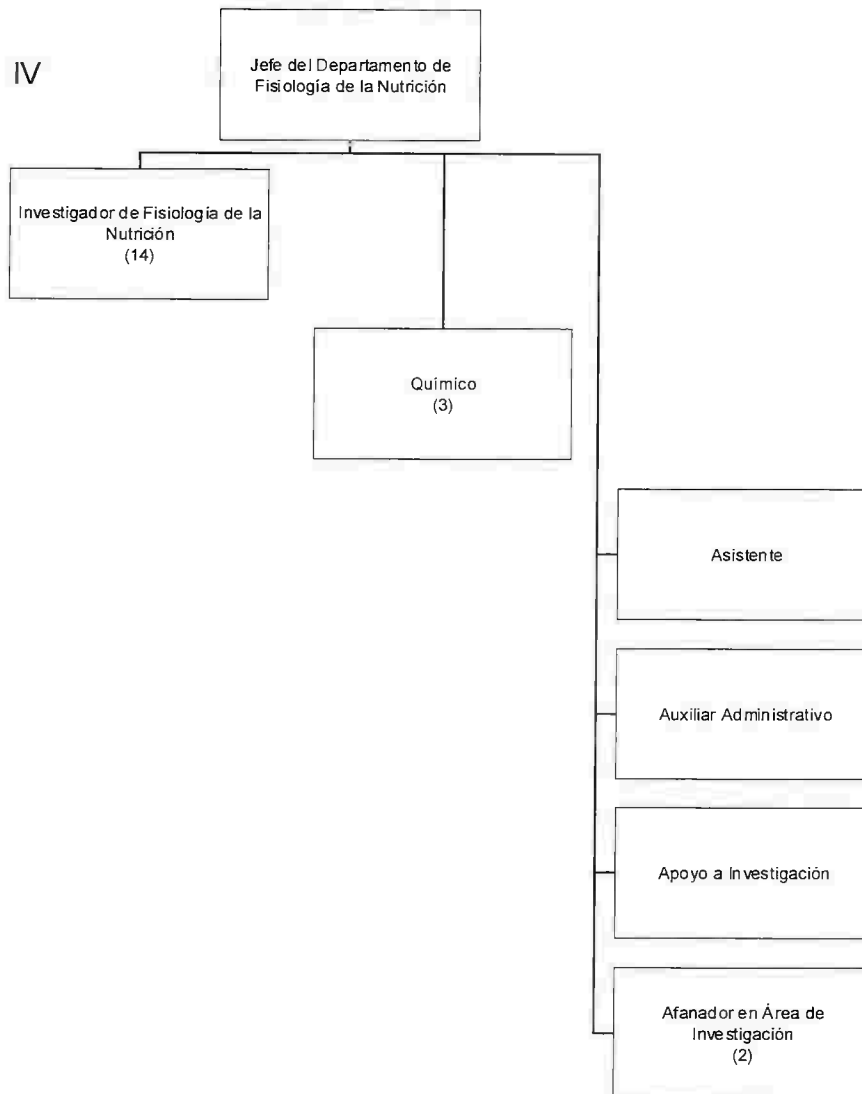 IV
Jefe del Departamento de
Fisiología de la Nutrición
Investigador de Fisiología de la
Nutrición
(14)
Químico
(3)
Asistente
Auxiliar Administrativo
Apoyo a Investigación
Afanador en Área de
Investigación
(2)